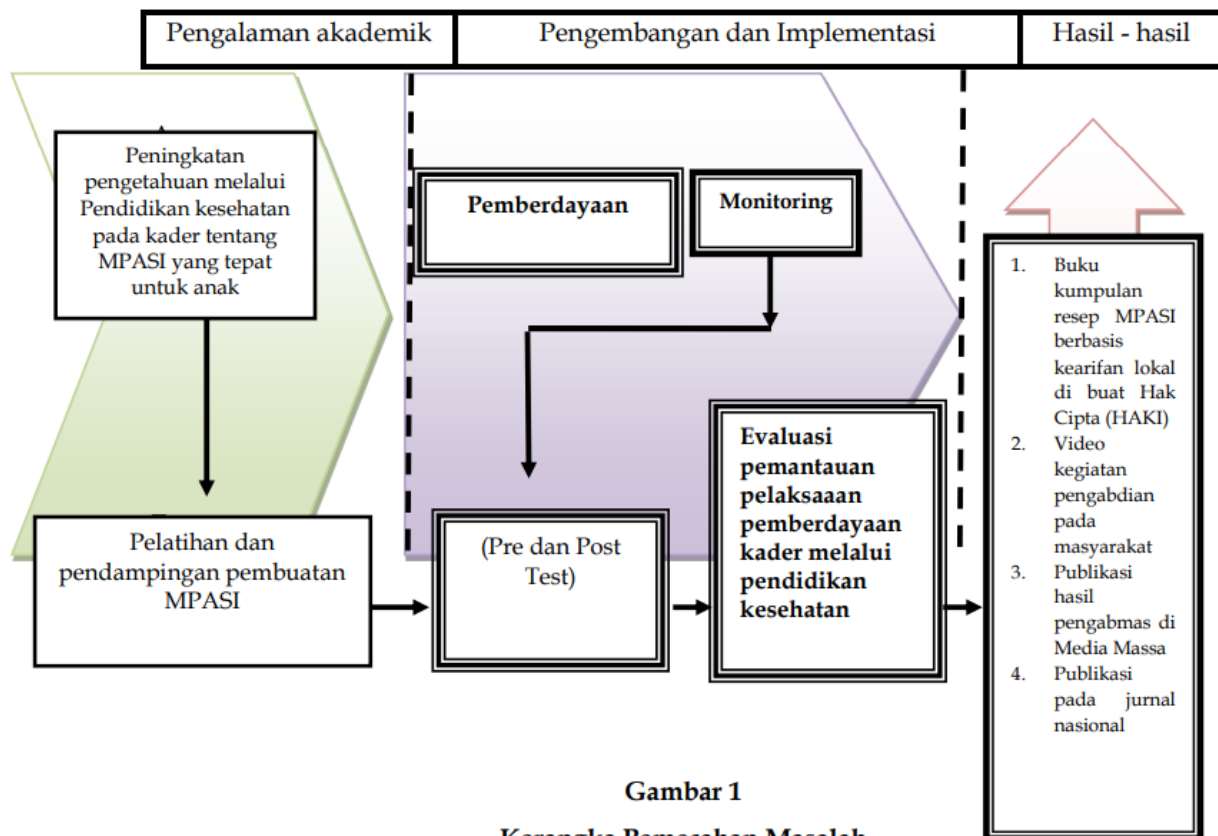 Pengalaman akademik
Pengembangan dan Implementasi
Hasil - hasil
Peningkatan
pengetahuan melalui
Pendidikan kesehatan
pada kader tentang
MPASI yang tepat
untuk anak
Pelatihan dan
pendampingan pembuatan
MPASI
Pemberdayaan
Monitoring
(Pre dan Post
Test)
Evaluasi
pemantauan
pelaksaaan
pemberdayaan
kader melalui
pendidikan
kesehatan
1. Buku
kumpulan
resep MPASI
berbasis
kearifan lokal
di buat Hak
Cipta (HAKI)
2. Video
kegiatan
pengabdian
pada
masyarakat
3. Publikasi
hasil
pengabmas di
Media Massa
4. Publikasi
pada jurnal
nasional
Gambar 1
Kerangka Pemecahan Masalah